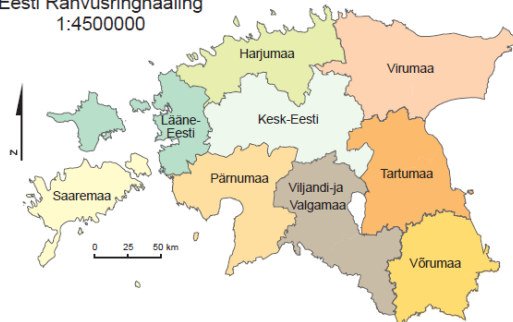 Eesti Rahvusringhääling
1:4500000
Harjumaa
Virumaa
Lääne-
Eesti
Kesk-Eesti
N
Pärnumaa
Viljandi-ja
Valgamaa
Tartumaa
Saaremaa
0 25 50 km
Võrumaa